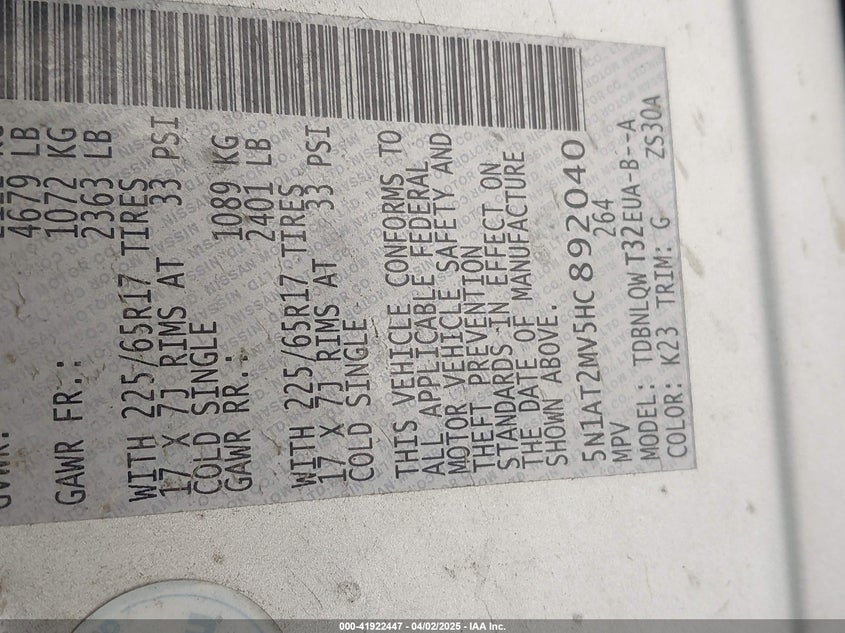 4679 LB
GAWR FR.: 1072 KG
2363 LB
WITH 225/65R17 TIRES
17 X 7J RIMS AT 33 PSI
COLD SINGLE
GAWR RR.: 1089 KG
2401 LB
WITH 225/65R17 TIRES
17 X 7J RIMS AT 33 PSI
COLD SINGLE
THIS VEHICLE CONFORMS TO
ALL APPLICABLE FEDERAL
MOTOR VEHICLE SAFETY AND
THEFT PREVENTION
STANDARDS IN EFFECT ON
THE DATE OF MANUFACTURE
SHOWN ABOVE.
5N1AT2MV5HC892040
MPV 264
MODEL: TDBNLQW T32EUA-B--A
COLOR: K23 TRIM: G ZS30A
000-41922447 - 04/02/2025 - IAA Inc.